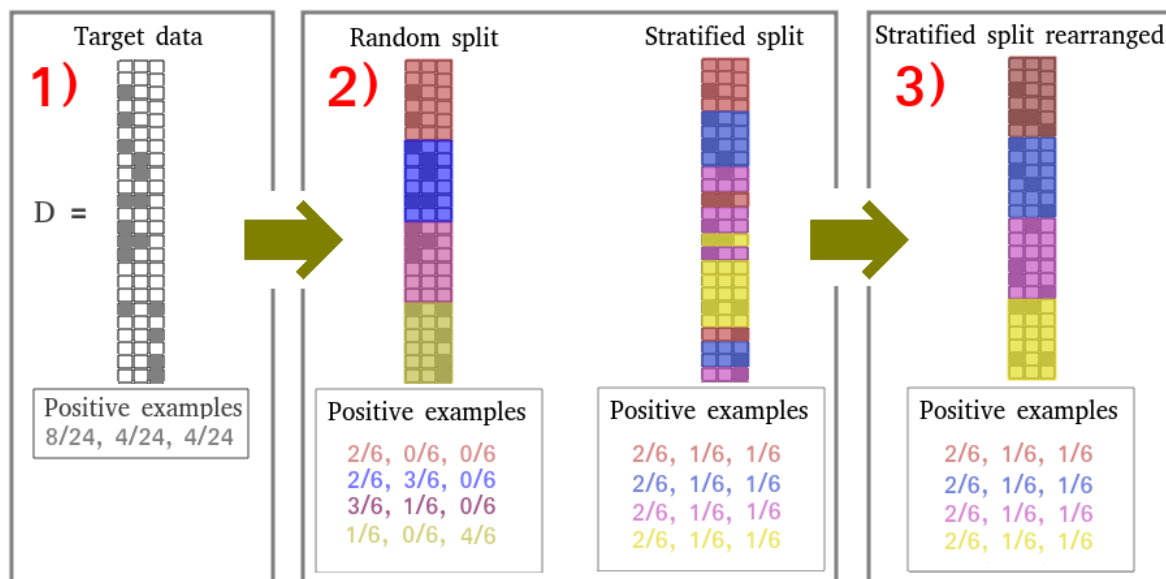 Target data
1)
D =
Positive examples
8/24, 4/24, 4/24
Random split
2)
Positive examples
2/6, 0/6, 0/6
2/6, 3/6, 0/6
3/6, 1/6, 0/6
1/6, 0/6, 4/6
Stratified split
Positive examples
2/6, 1/6, 1/6
2/6, 1/6, 1/6
2/6, 1/6, 1/6
2/6, 1/6, 1/6
Stratified split rearranged
3)
Positive examples
2/6, 1/6, 1/6
2/6, 1/6, 1/6
2/6, 1/6, 1/6
2/6, 1/6, 1/6